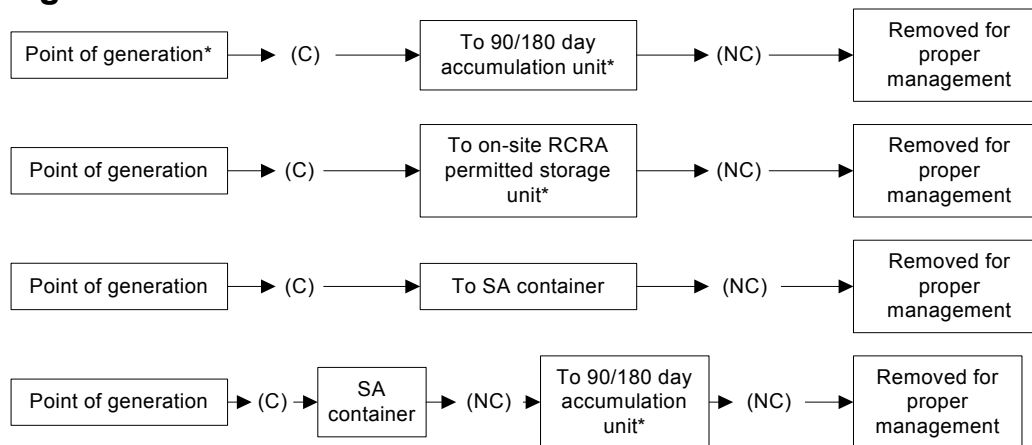 Point of generation*
(C)
To 90/180 day
accumulation unit*
(NC)
Removed for
proper
management
Point of generation
(C)
To on-site RCRA
permitted storage
unit*
(NC)
Removed for
proper
management
Point of generation
(C)
To SA container
(NC)
Removed for
proper
management
Point of generation
(C)
SA
container
(NC)
To 90/180 day
accumulation
unit*
(NC)
Removed for
proper
management